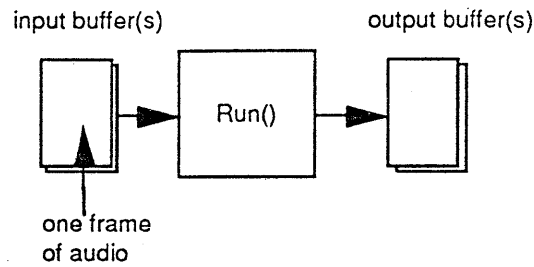 input buffer(s)
output buffer(s)
Run()
one frame
of audio